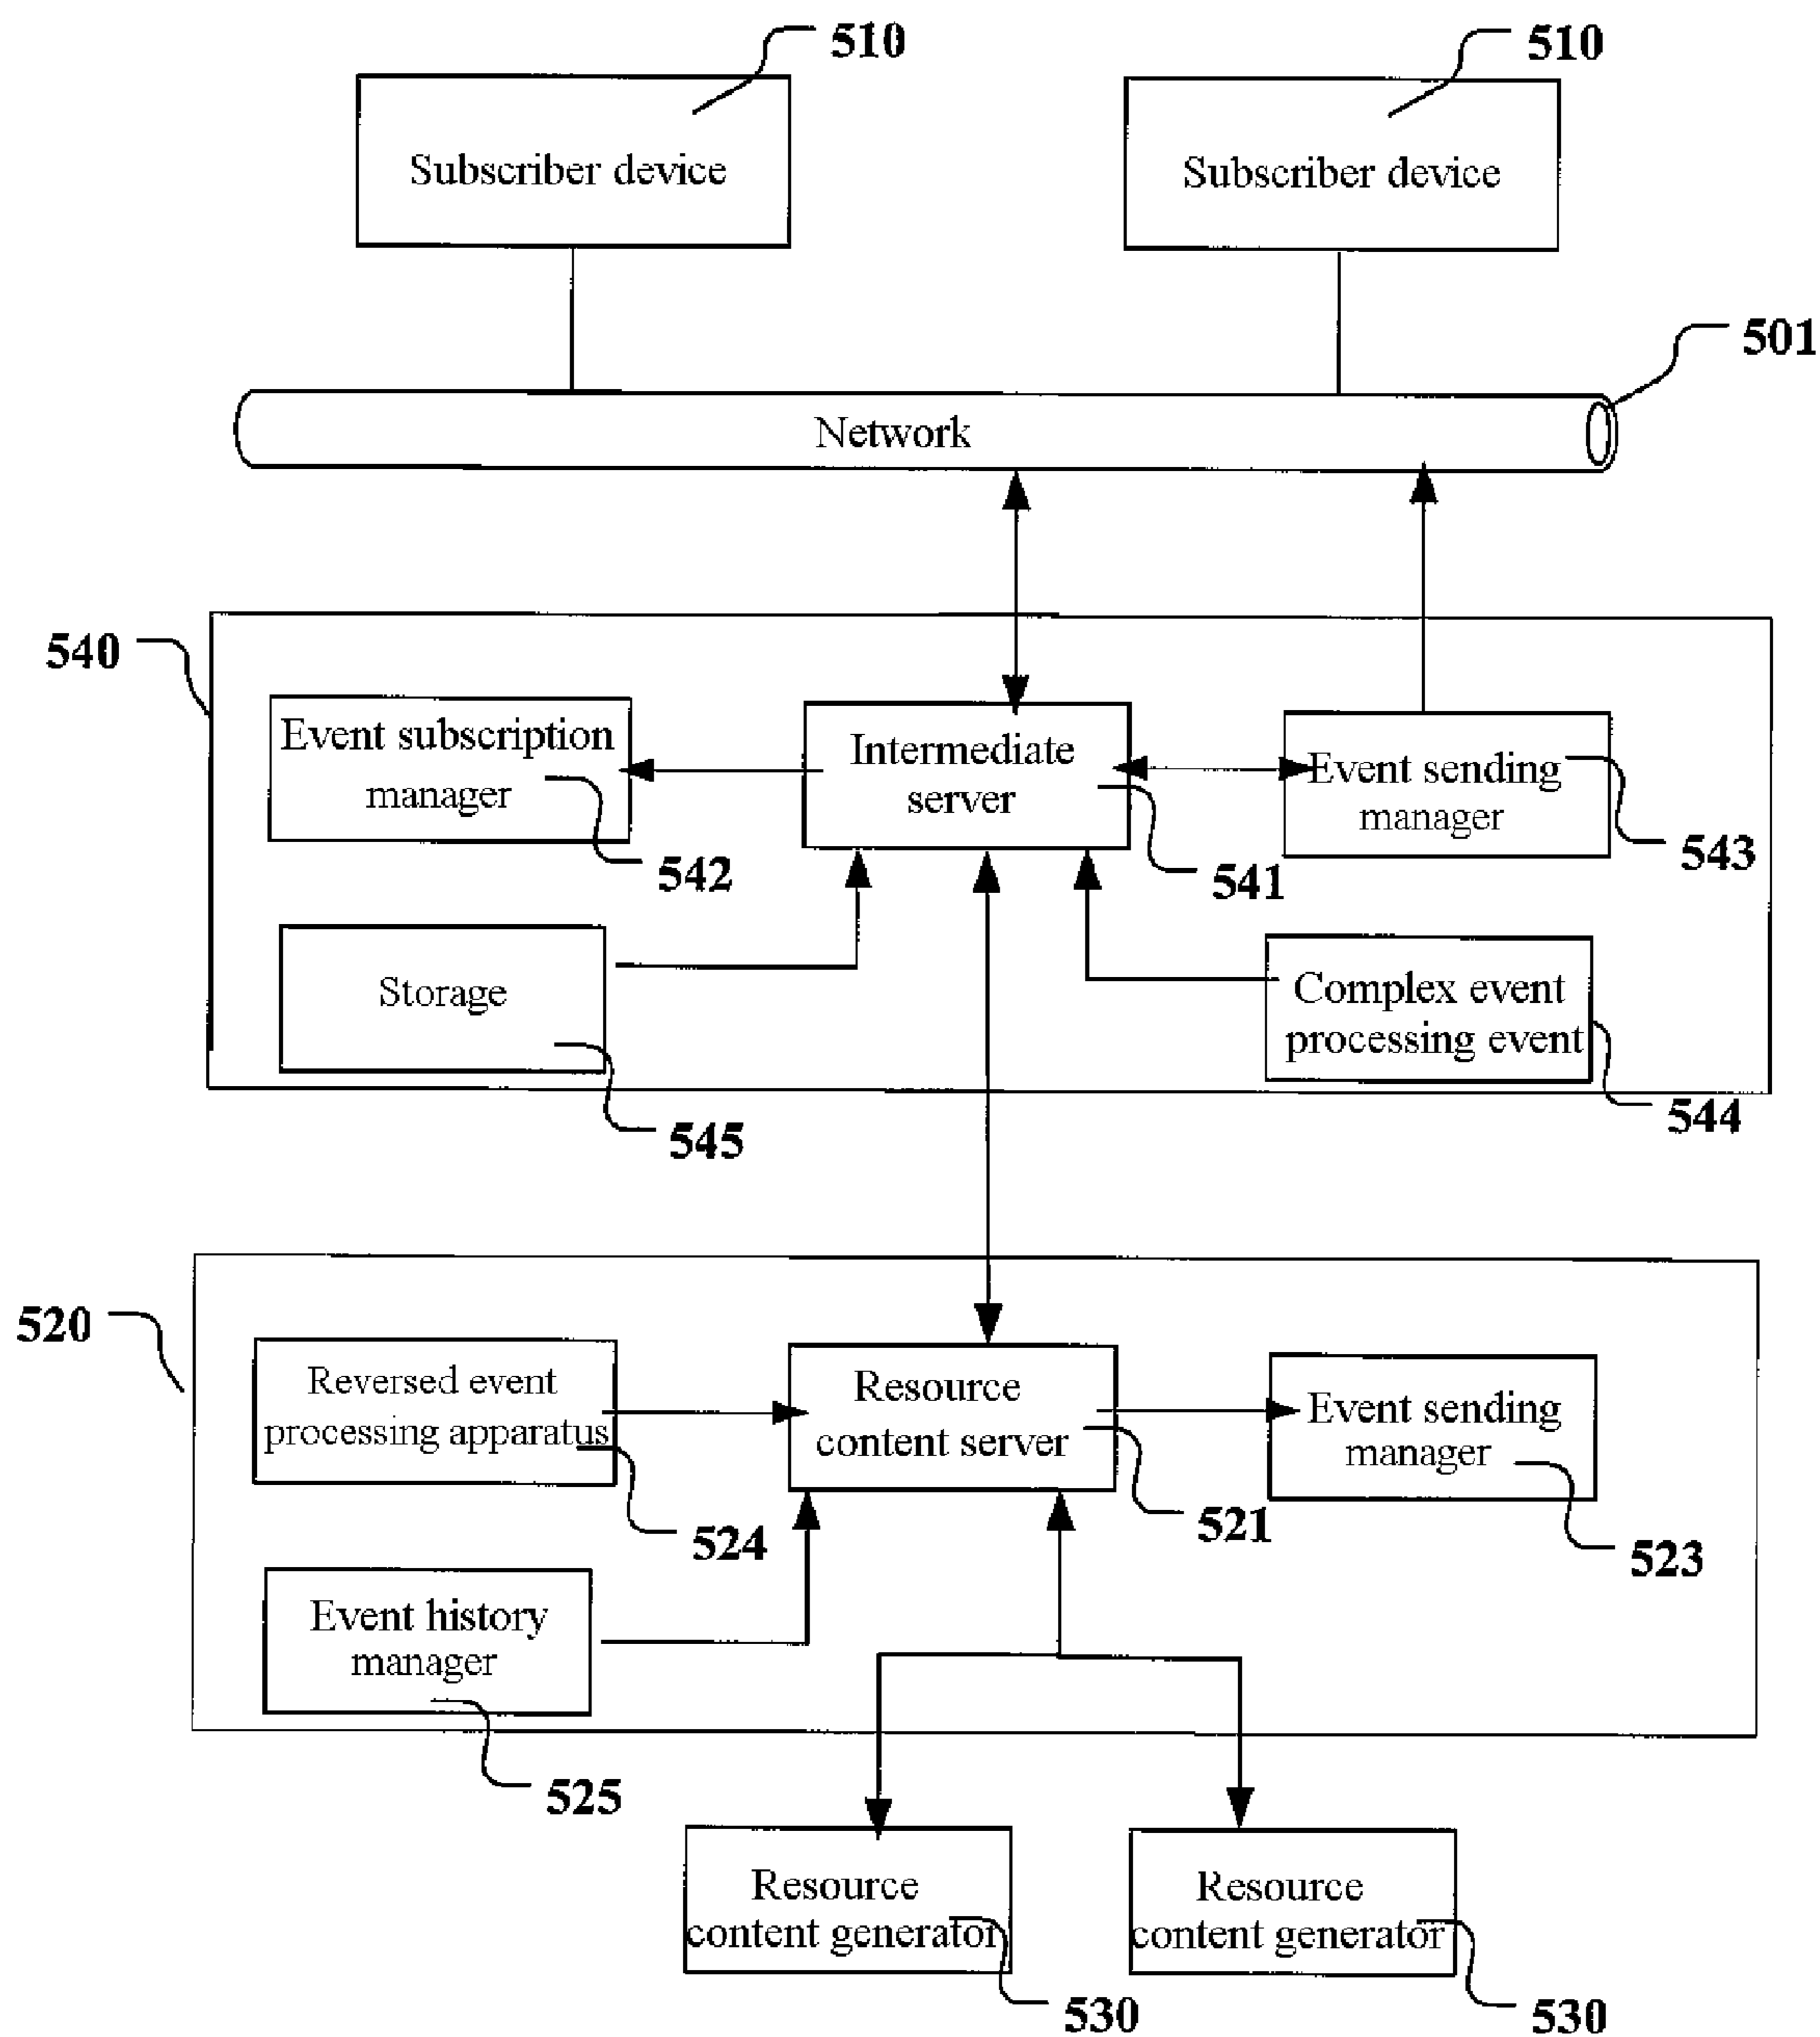 510
510
Subscriber device
Subscriber device
501
Network
540
Event subscription
manager
542
Intermediate
server
541
Event sending
manager
543
Storage
545
Complex event
processing event
544
520
Reversed event
processing apparatus
524
Resource
content server
521
Event sending
manager
523
Event history
manager
525
Resource
content generator
530
Resource
content generator
530